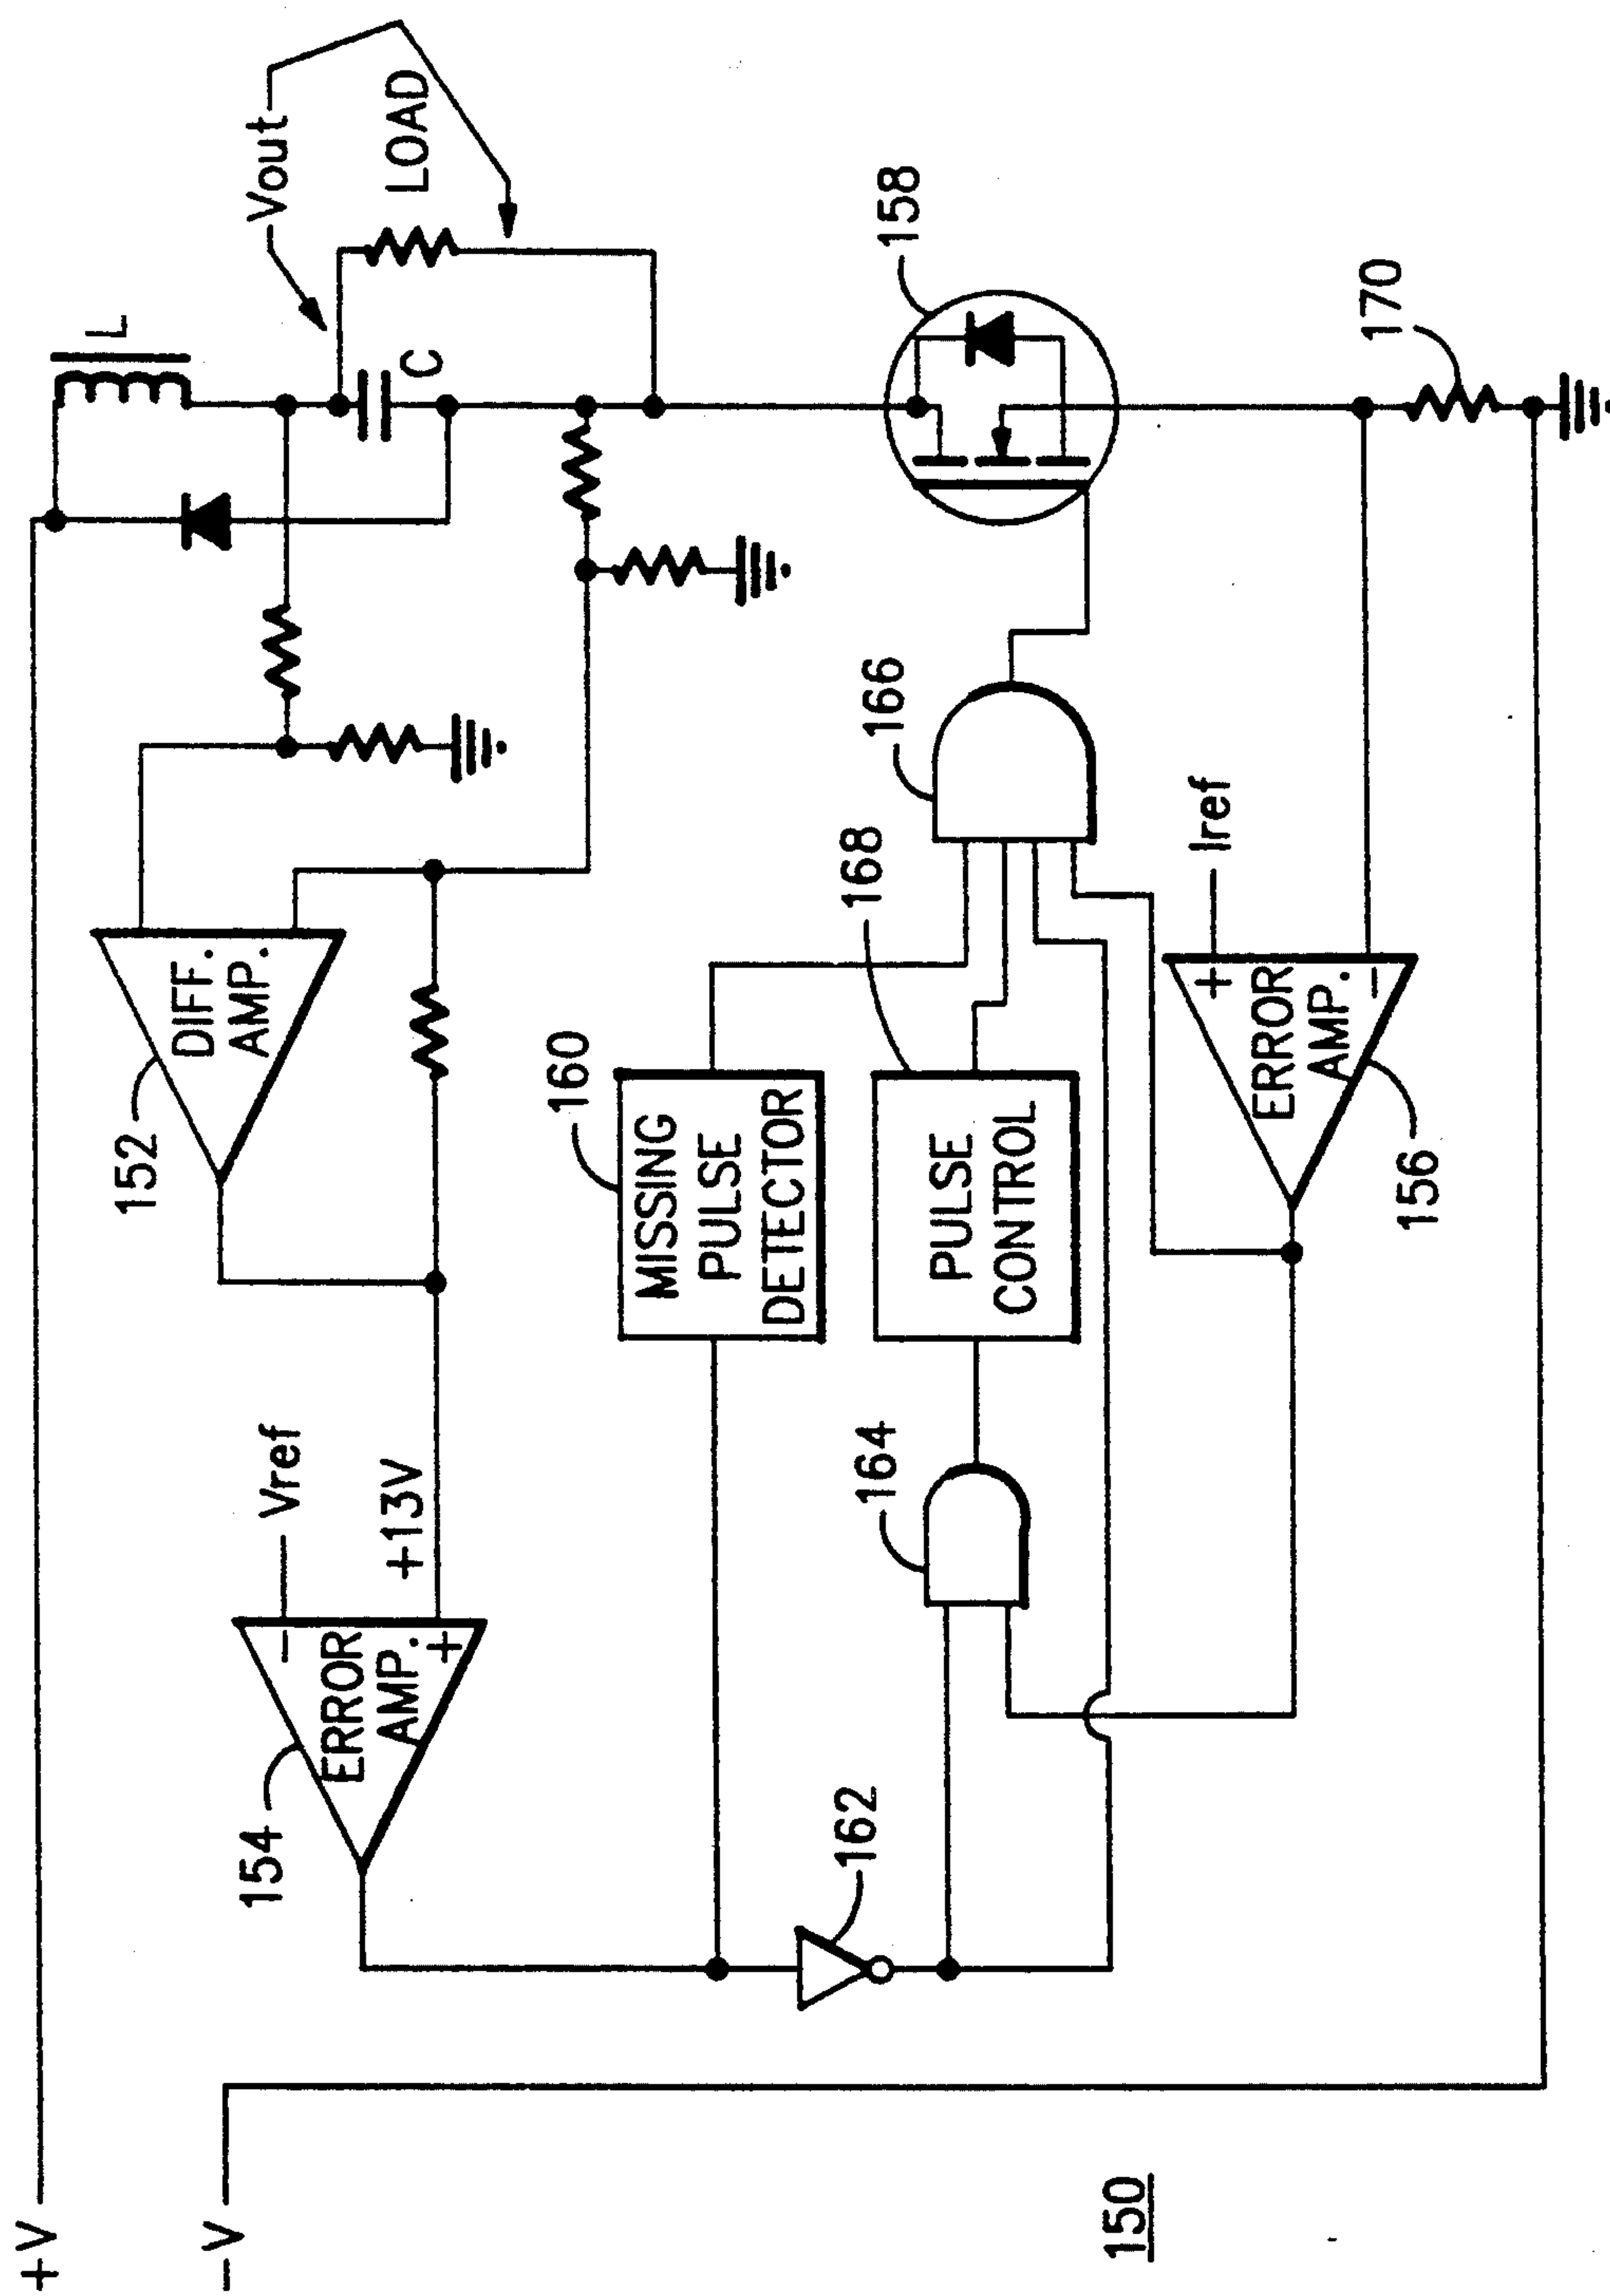 +V
-V
150
154
ERROR
AMP.
-
+
Vref
+13V
152
DIFF.
AMP.
Vout
LOAD
L
C
160
MISSING
PULSE
DETECTOR
162
164
168
PULSE
CONTROL
166
158
156
ERROR
AMP.
+
-
Iref
170